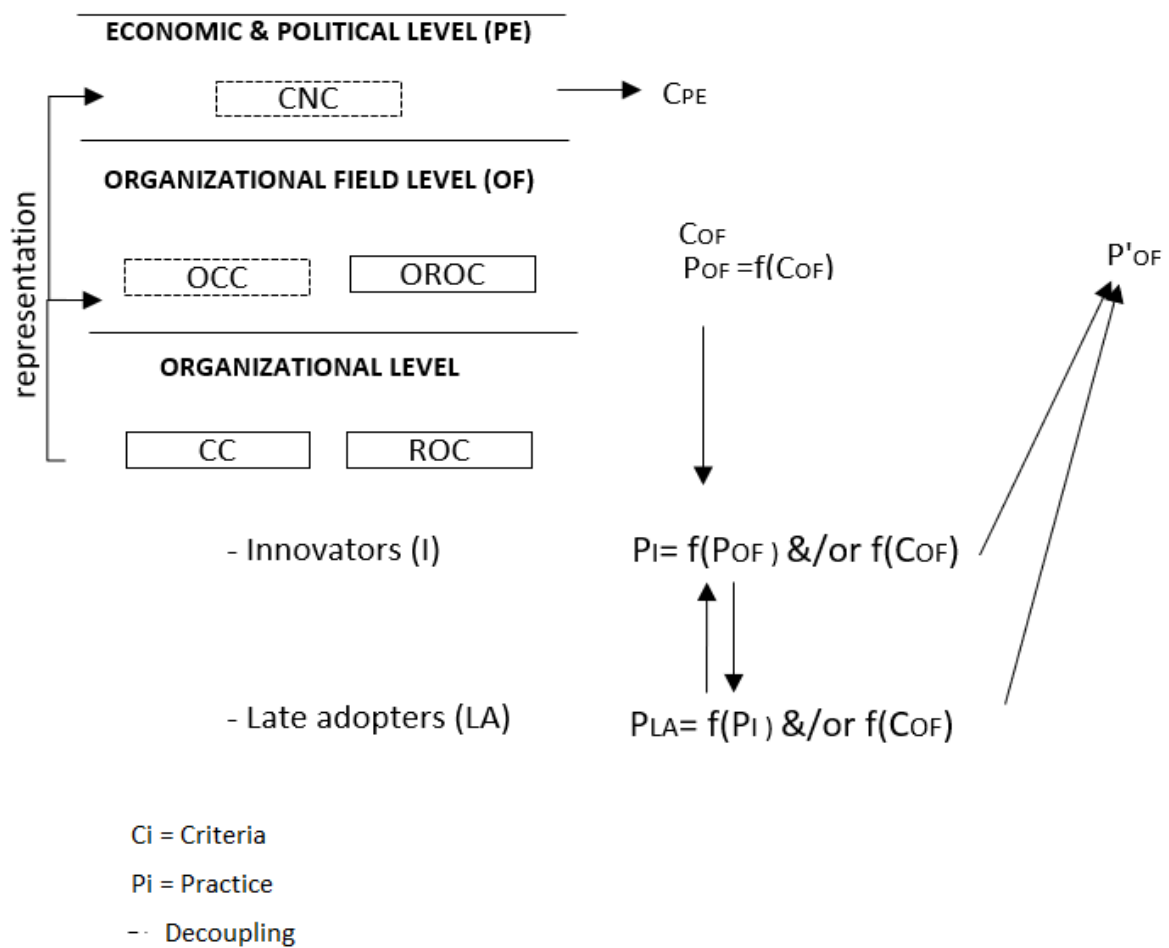 ECONOMIC & POLITICAL LEVEL (PE)
CNC
CPE
ORGANIZATIONAL FIELD LEVEL (OF)
representation
COF
POF =f(COF)
P'OF
OCC
OROC
ORGANIZATIONAL LEVEL
CC
ROC
- Innovators (I)
PI= f(POF ) &/or f(COF)
- Late adopters (LA)
PLA= f(PI ) &/or f(COF)
Ci = Criteria
Pi = Practice
-- Decoupling